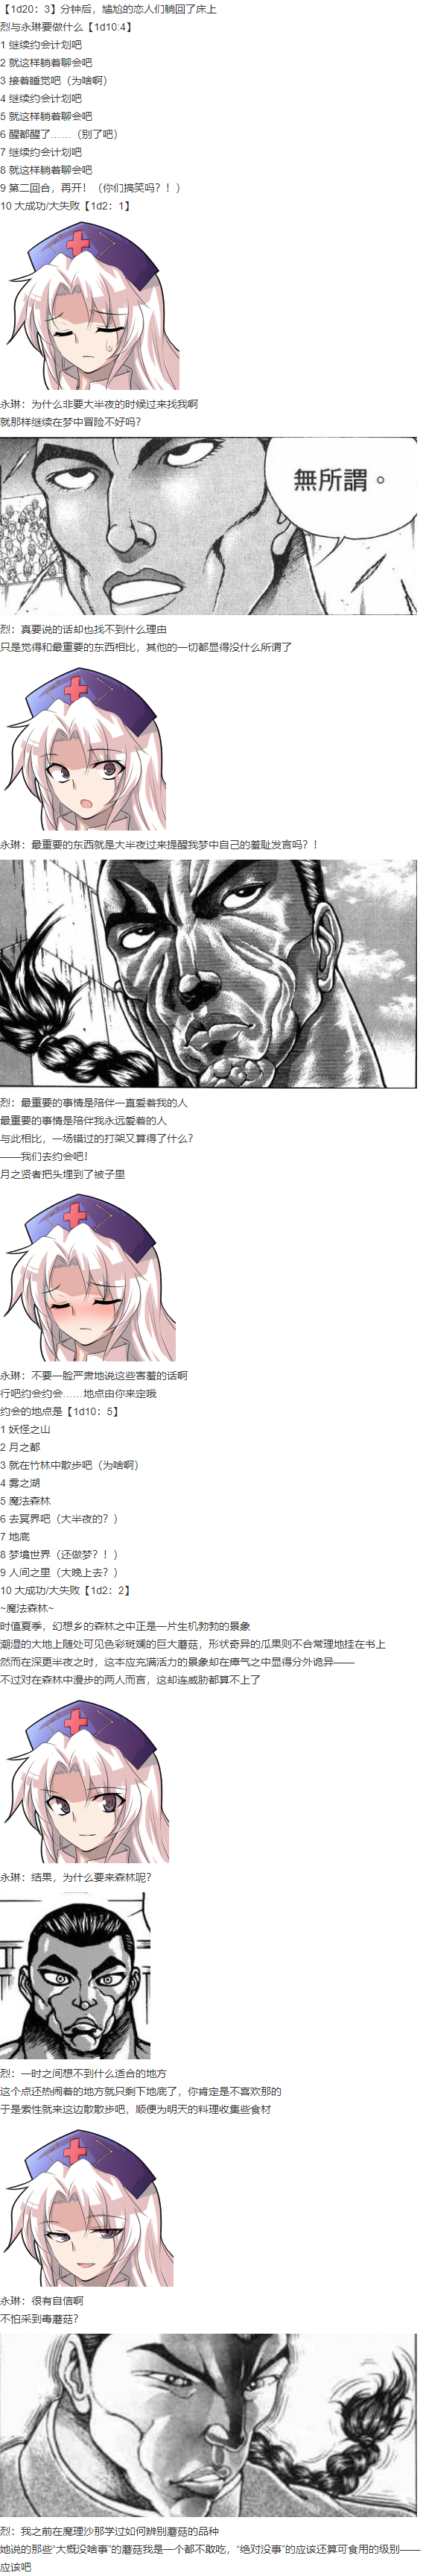 【1d20：3】分钟后，尴尬的恋人们躺回了床上
烈与永琳要做什么【1d10:4】
1 继续约会计划吧
2 就这样躺着聊会吧
3 接着睡觉吧（为啥啊）
4 继续约会计划吧
5 就这样躺着聊会吧
6 醒都醒了……（别了吧）
7 继续约会计划吧
8 就这样躺着聊会吧
9 第二回合，再开！（你们搞笑吗？！）
10 大成功/大失败【1d2：1】
永琳：为什么非要大半夜的时候过来找我啊
就那样继续在梦中冒险不好吗？
無所謂。
烈：真要说的话却也找不到什么理由
只是觉得和最重要的东西相比，其他的一切都显得没什么所谓了
永琳：最重要的东西就是大半夜过来提醒我梦中自己的羞耻发言吗？！
烈：最重要的事情是陪伴一直爱着我的人
最重要的事情是陪伴我永远爱着的人
与此相比，一场错过的打架又算得了什么？
——我们去约会吧！
月之贤者把头埋到了被子里
永琳：不要一脸严肃地说这些害羞的话啊
行吧约会约会……地点由你来定哦
约会的地点是【1d10：5】
1 妖怪之山
2 月之都
3 就在竹林中散步吧（为啥啊）
4 雾之湖
5 魔法森林
6 去冥界吧（大半夜的？）
7 地底
8 梦境世界（还做梦？！）
9 人间之里（大晚上去？）
10 大成功/大失败【1d2：2】
~魔法森林~
时值夏季，幻想乡的森林之中正是一片生机勃勃的景象
潮湿的大地上随处可见色彩斑斓的巨大蘑菇，形状奇异的瓜果则不合常理地挂在书上
然而在深更半夜之时，这本应充满活力的景象却在瘴气之中显得分外诡异——
不过对在森林中漫步的两人而言，这却连威胁都算不上了
永琳：结果，为什么要来森林呢？
烈：一时之间想不到什么适合的地方
这个点还热闹着的地方就只剩下地底了，你肯定是不喜欢那的
于是索性就来这边散散步吧，顺便为明天的料理收集些食材
永琳：很有自信啊
不怕采到毒蘑菇？
烈：我之前在魔理沙那学过如何辨别蘑菇的品种
她说的那些“大概没啥事”的蘑菇我是一个都不敢吃，“绝对没事”的应该还算可食用的级别——
应该吧